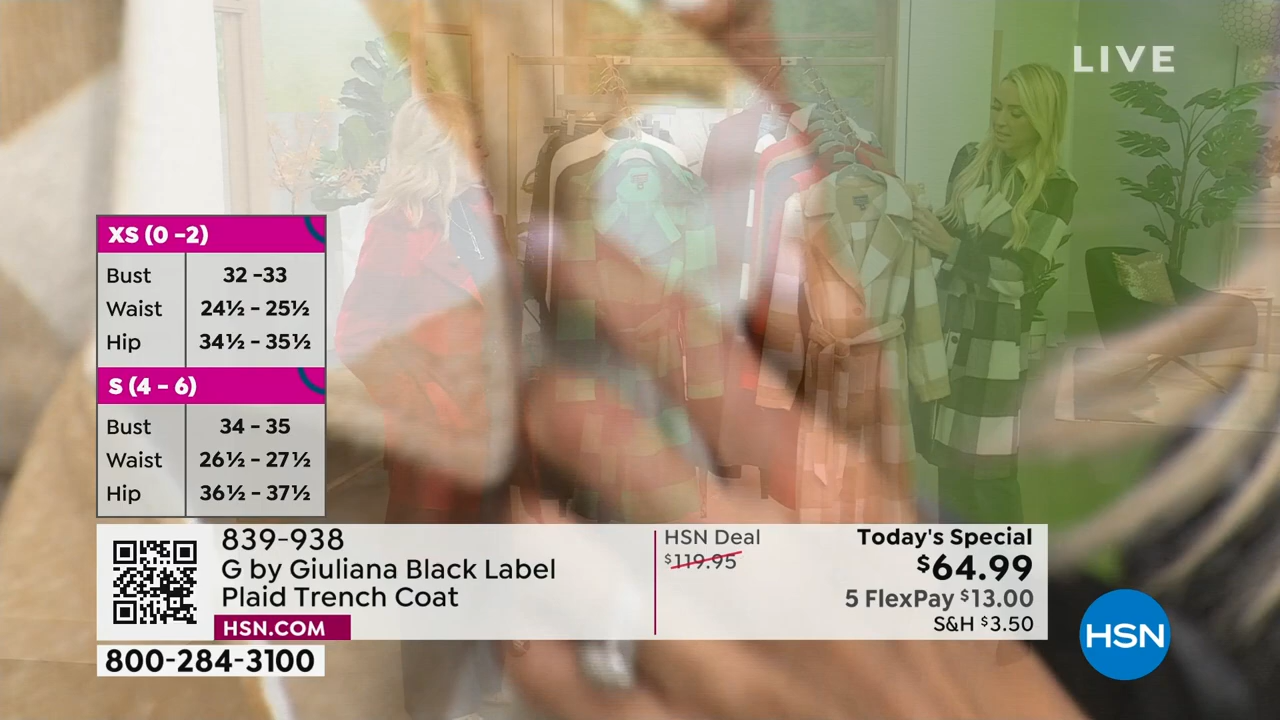 LIVE
XS (0 –2)
Bust 32 –33
Waist 24½ – 25½
Hip 34½ – 35½
S (4 – 6)
Bust 34 – 35
Waist 26½ – 27½
Hip 36½ – 37½
839-938
G by Giuliana Black Label
Plaid Trench Coat
HSN.COM
800-284-3100
HSN Deal
$119.95
Today's Special
$64.99
5 FlexPay $13.00
S&H $3.50
HSN